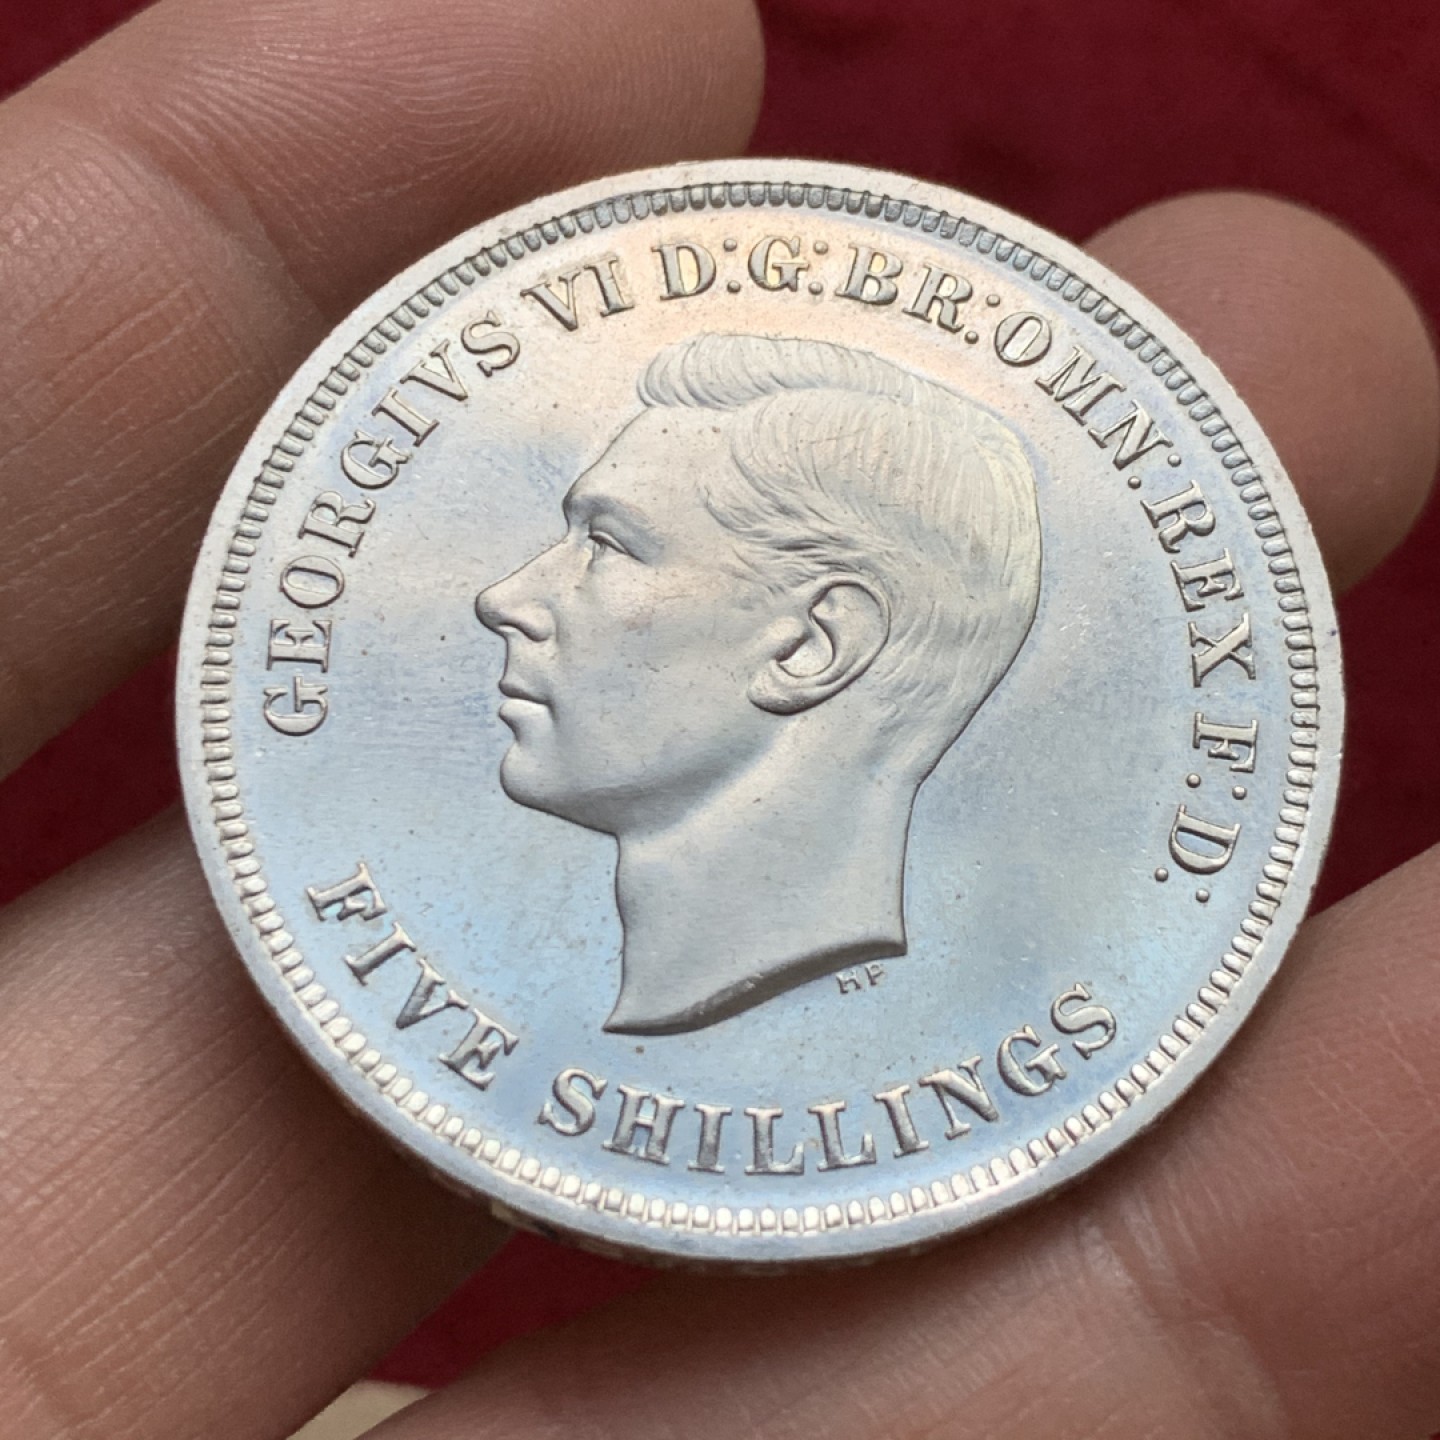 GEORGIVS VI D:G:BR:OMN:REX F:D:
HP
FIVE SHILLINGS